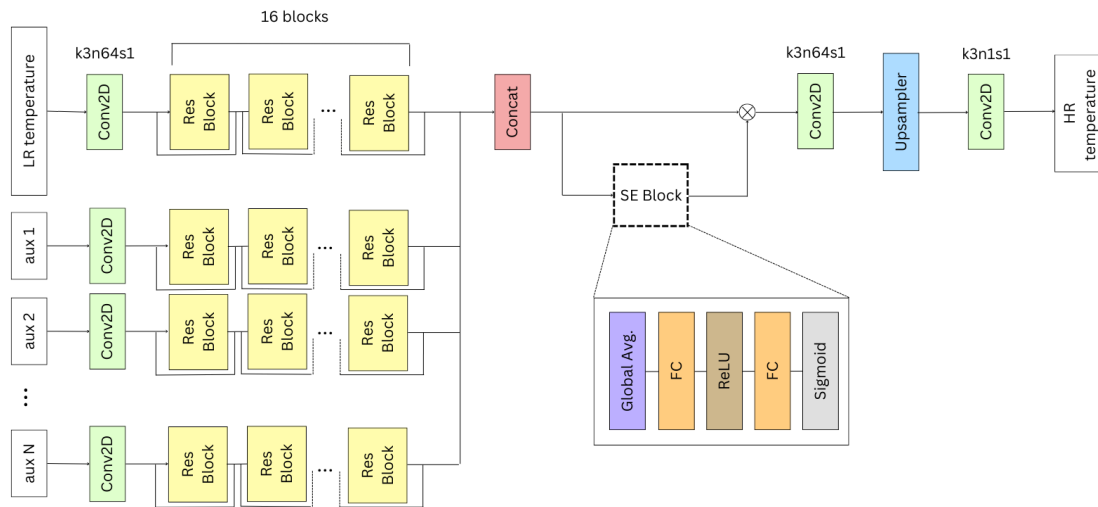 16 blocks
k3n64s1
k3n64s1
k3n1s1
LR temperature
Conv2D
Res
Block
Res
Block
...
Res
Block
Concat
Conv2D
Upsampler
Conv2D
HR
temperature
SE Block
aux 1
Conv2D
Res
Block
Res
Block
...
Res
Block
aux 2
Conv2D
Res
Block
Res
Block
...
Res
Block
...
aux N
Conv2D
Res
Block
Res
Block
...
Res
Block
Global Avg.
FC
ReLU
FC
Sigmoid